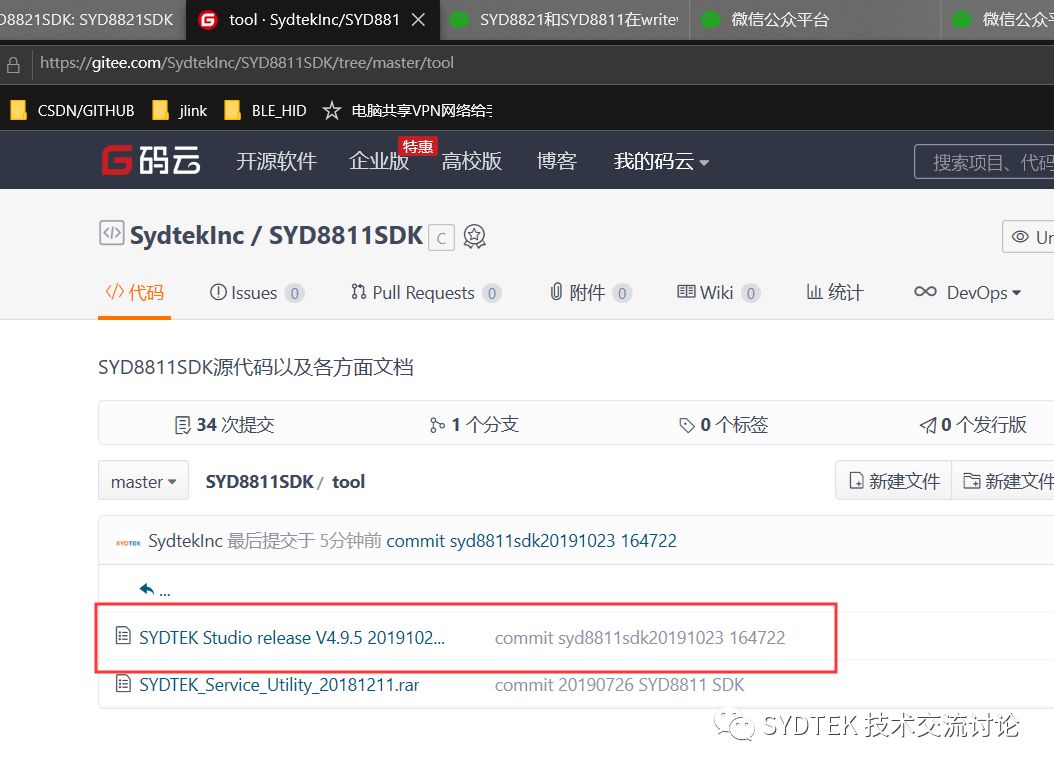 D8821SDK: SYD8821SDK
tool · SydtekInc/SYD881
SYD8821和SYD8811在write
微信公众平台
微信公众平
https://gitee.com/SydtekInc/SYD8811SDK/tree/master/tool
CSDN/GITHUB
jlink
BLE_HID
电脑共享VPN网络给
G码云
开源软件
企业版
特惠
高校版
博客
我的码云
搜索项目、代码
SydtekInc / SYD8811SDK
C
Un
代码
Issues 0
Pull Requests 0
附件 0
Wiki 0
统计
DevOps
SYD8811SDK源代码以及各方面文档
34 次提交
1 个分支
0 个标签
0 个发行版
master
SYD8811SDK / tool
新建文件
新建文件
SYDTEK
SydtekInc 最后提交于 5分钟前 commit syd8811sdk20191023 164722
...
SYDTEK Studio release V4.9.5 2019102...
commit syd8811sdk20191023 164722
SYDTEK_Service_Utility_20181211.rar
commit 20190726 SYD8811 SDK
SYDTEK 技术交流讨论